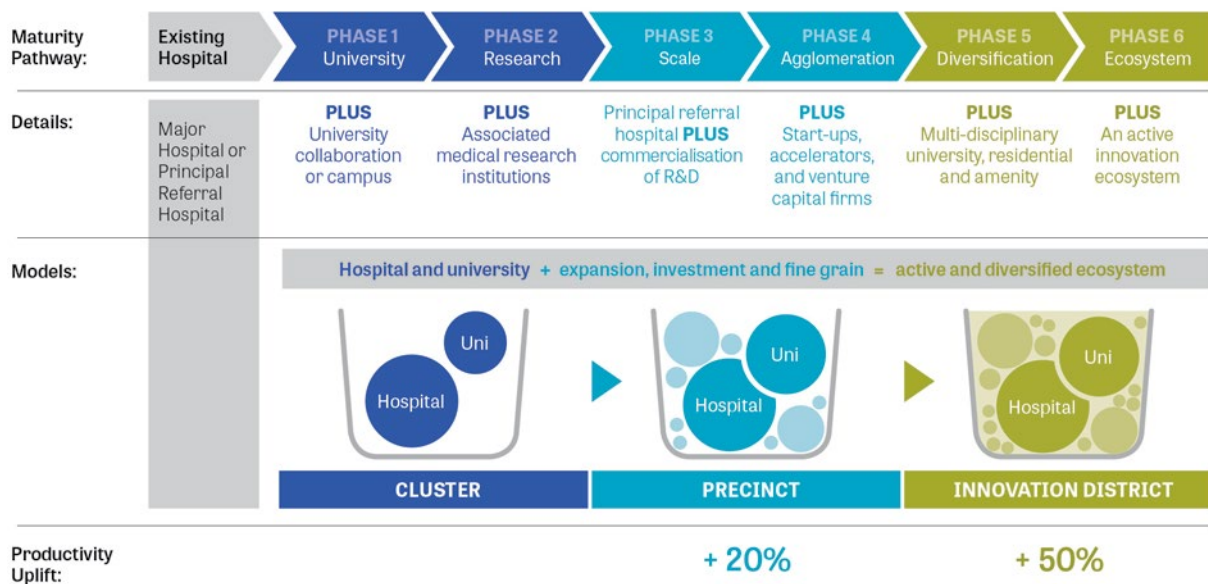 Maturity
Pathway:
Existing
Hospital
PHASE 1
University
PHASE 2
Research
PHASE 3
Scale
PHASE 4
Agglomeration
PHASE 5
Diversification
PHASE 6
Ecosystem
Details:
Major
Hospital or
Principal
Referral
Hospital
PLUS
University
collaboration
or campus
PLUS
Associated
medical research
institutions
Principal referral
hospital PLUS
commercialisation
of R&D
PLUS
Start-ups,
accelerators,
and venture
capital firms
PLUS
Multi-disciplinary
university, residential
and amenity
PLUS
An active
innovation
ecosystem
Models:
Hospital and university + expansion, investment and fine grain = active and diversified ecosystem
Uni
Hospital
Uni
Hospital
Uni
Hospital
CLUSTER
PRECINCT
INNOVATION DISTRICT
Productivity
Uplift:
+ 20%
+ 50%